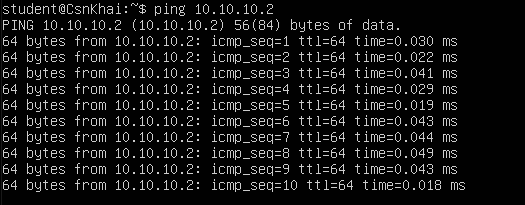 student@CsnKhai:~$ ping 10.10.10.2
PING 10.10.10.2 (10.10.10.2) 56(84) bytes of data.
64 bytes from 10.10.10.2: icmp_seq=1 ttl=64 time=0.030 ms
64 bytes from 10.10.10.2: icmp_seq=2 ttl=64 time=0.022 ms
64 bytes from 10.10.10.2: icmp_seq=3 ttl=64 time=0.041 ms
64 bytes from 10.10.10.2: icmp_seq=4 ttl=64 time=0.029 ms
64 bytes from 10.10.10.2: icmp_seq=5 ttl=64 time=0.019 ms
64 bytes from 10.10.10.2: icmp_seq=6 ttl=64 time=0.043 ms
64 bytes from 10.10.10.2: icmp_seq=7 ttl=64 time=0.044 ms
64 bytes from 10.10.10.2: icmp_seq=8 ttl=64 time=0.049 ms
64 bytes from 10.10.10.2: icmp_seq=9 ttl=64 time=0.043 ms
64 bytes from 10.10.10.2: icmp_seq=10 ttl=64 time=0.018 ms